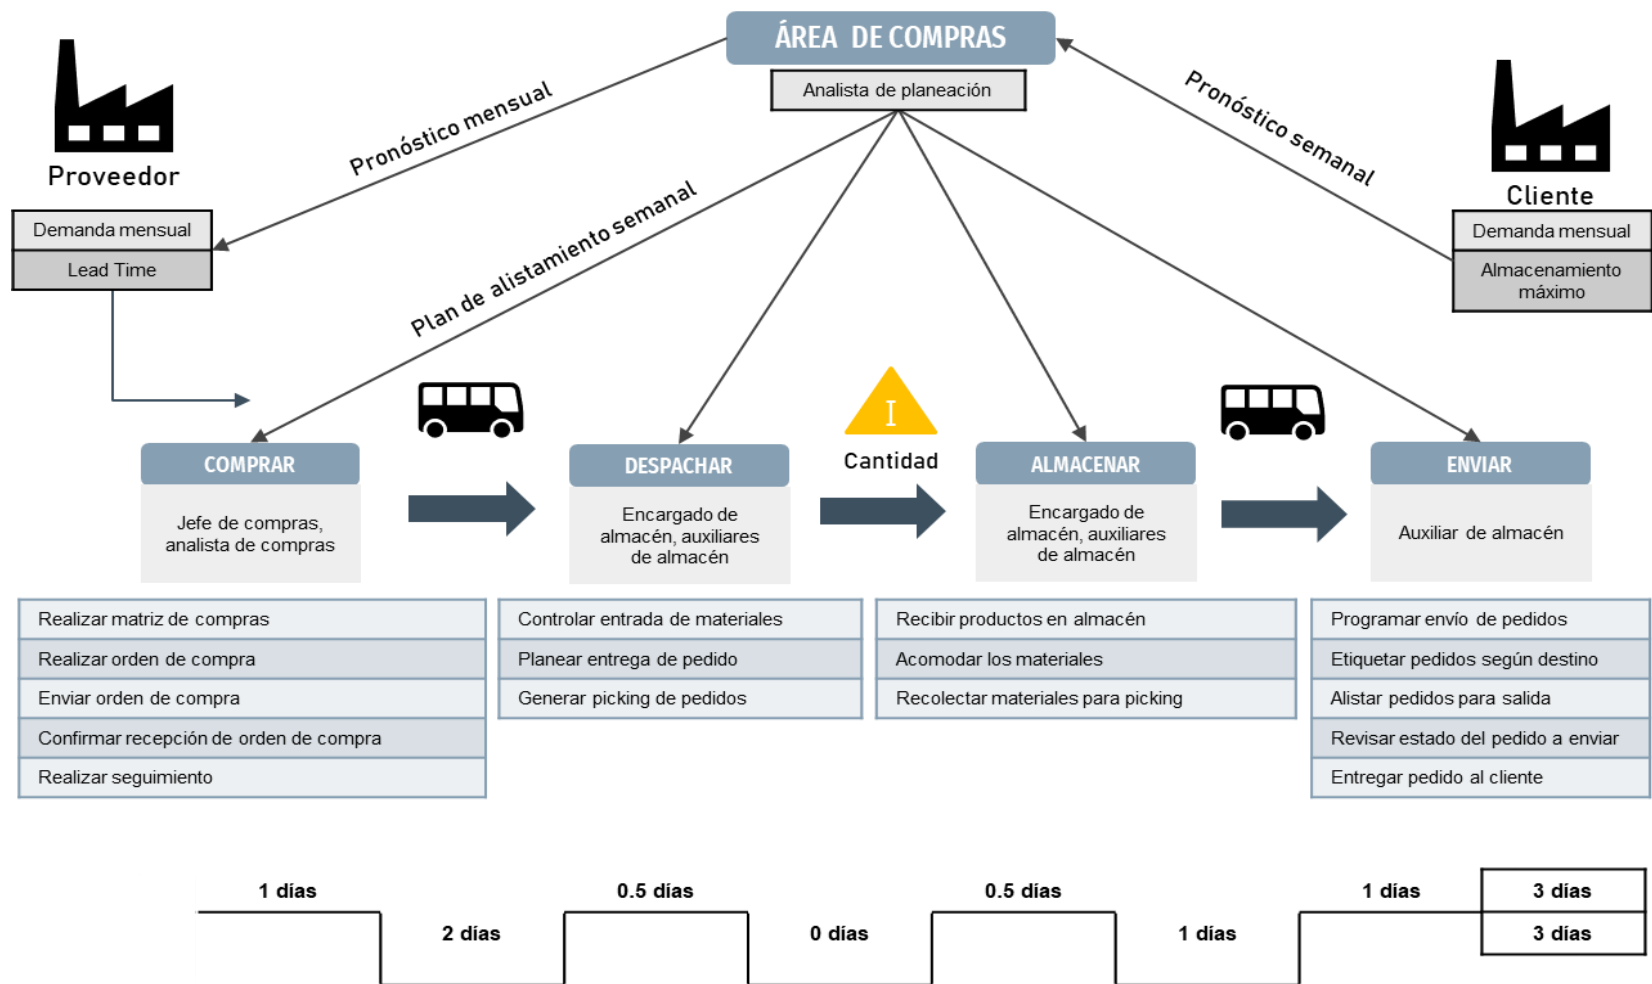 ÁREA DE COMPRAS
Analista de planeación
Pronóstico mensual
Pronóstico semanal
Plan de alistamiento semanal
Proveedor
Demanda mensual
Lead Time
Cliente
Demanda mensual
Almacenamiento
máximo
I
Cantidad
COMPRAR
Jefe de compras,
analista de compras
DESPACHAR
Encargado de
almacén, auxiliares
de almacén
ALMACENAR
Encargado de
almacén, auxiliares
de almacén
ENVIAR
Auxiliar de almacén
Realizar matriz de compras
Realizar orden de compra
Enviar orden de compra
Confirmar recepción de orden de compra
Realizar seguimiento
Controlar entrada de materiales
Planear entrega de pedido
Generar picking de pedidos
Recibir productos en almacén
Acomodar los materiales
Recolectar materiales para picking
Programar envío de pedidos
Etiquetar pedidos según destino
Alistar pedidos para salida
Revisar estado del pedido a enviar
Entregar pedido al cliente
1 días
0.5 días
0.5 días
1 días
3 días
2 días
0 días
1 días
3 días